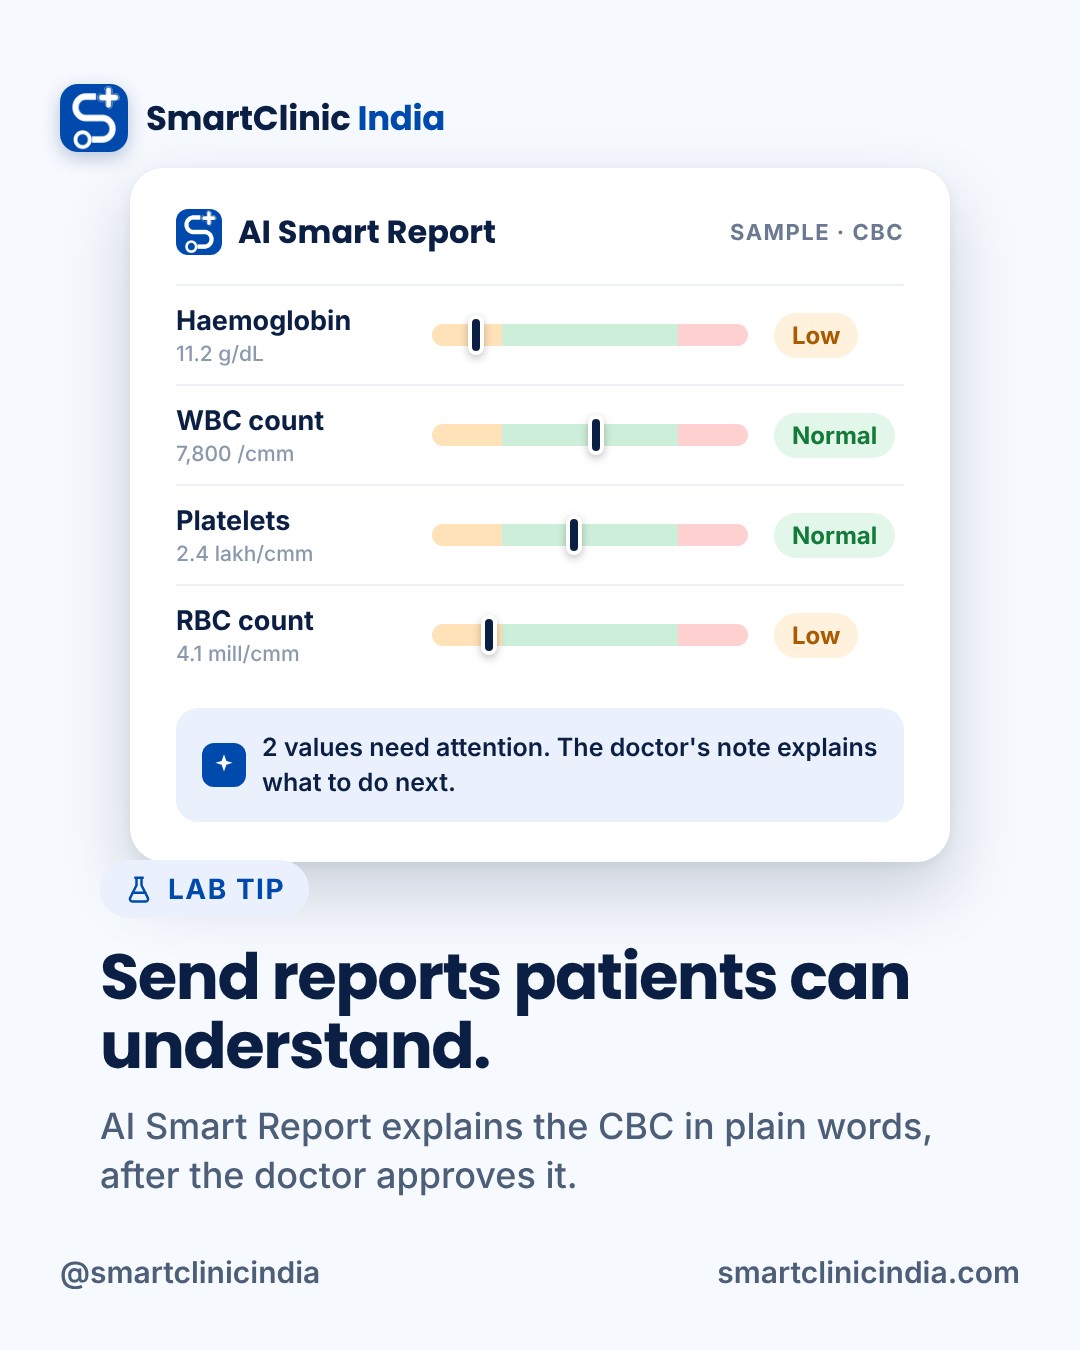 SmartClinic India
AI Smart Report
SAMPLE · CBC
Haemoglobin
11.2 g/dL
Low
WBC count
7,800 /cmm
Normal
Platelets
2.4 lakh/cmm
Normal
RBC count
4.1 mill/cmm
Low
2 values need attention. The doctor's note explains
what to do next.
LAB TIP
Send reports patients can
understand.
AI Smart Report explains the CBC in plain words,
after the doctor approves it.
@smartclinicindia
smartclinicindia.com